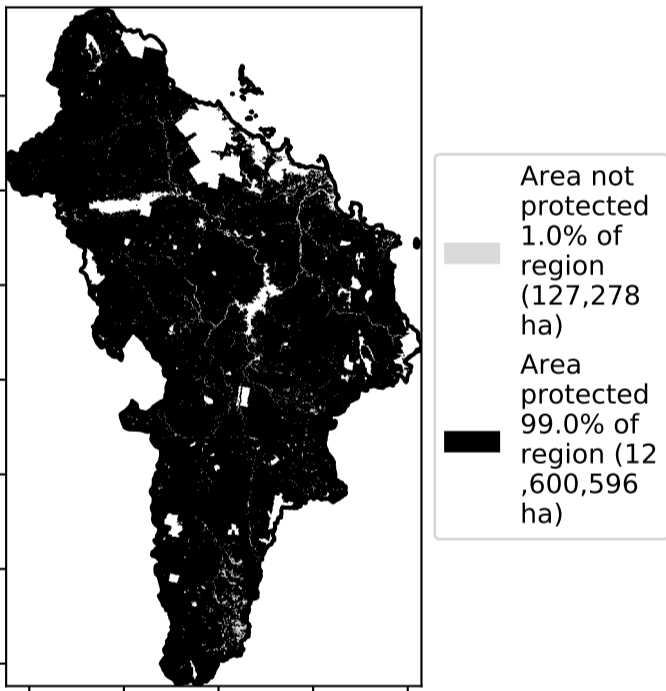 Area not
protected
1.0% of
region
(127,278
ha)
Area
protected
99.0% of
region (12
,600,596
ha)